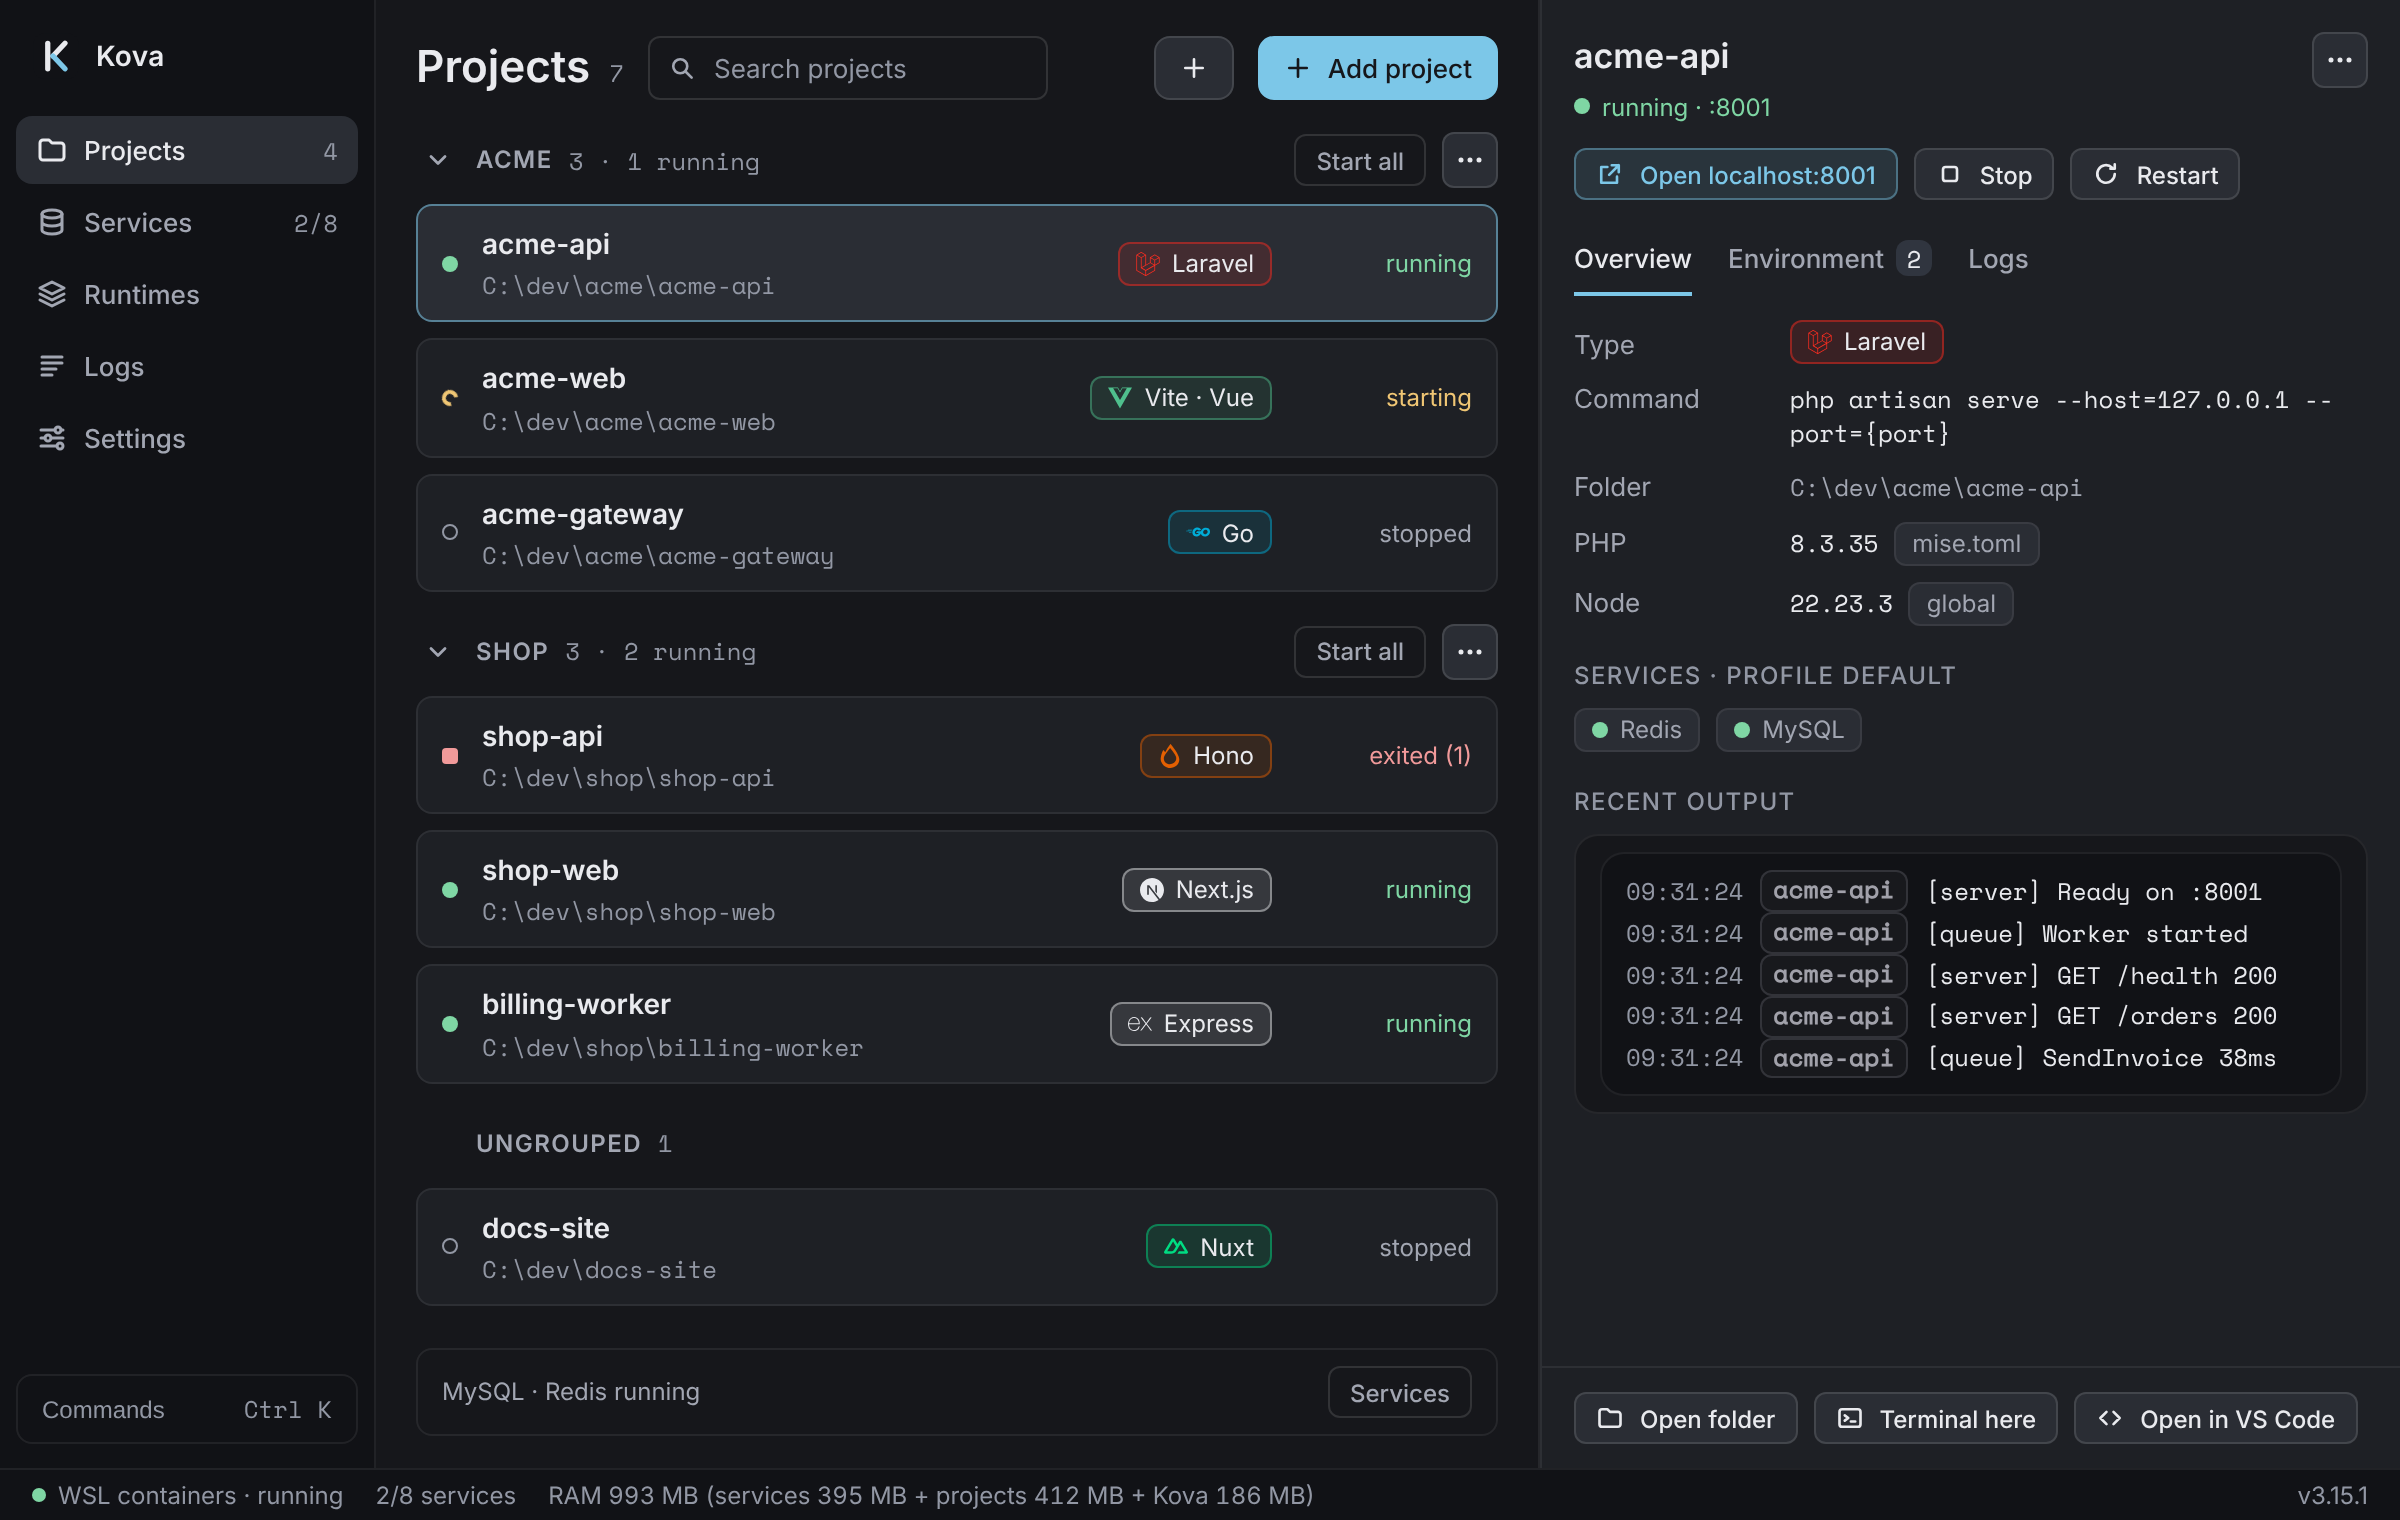 Kova
Projects 4
Services 2/8
Runtimes
Logs
Settings
Commands Ctrl K
Projects 7
Search projects
+
+ Add project
ACME 3 · 1 running
Start all
acme-api
C:\dev\acme\acme-api
Laravel
running
acme-web
C:\dev\acme\acme-web
Vite · Vue
starting
acme-gateway
C:\dev\acme\acme-gateway
Go
stopped
SHOP 3 · 2 running
Start all
shop-api
C:\dev\shop\shop-api
Hono
exited (1)
shop-web
C:\dev\shop\shop-web
Next.js
running
billing-worker
C:\dev\shop\billing-worker
ex Express
running
UNGROUPED 1
docs-site
C:\dev\docs-site
Nuxt
stopped
MySQL · Redis running
Services
acme-api
running · :8001
Open localhost:8001
Stop
Restart
Overview
Environment 2
Logs
Type Laravel
Command php artisan serve --host=127.0.0.1 --
port={port}
Folder C:\dev\acme\acme-api
PHP 8.3.35 mise.toml
Node 22.23.3 global
SERVICES · PROFILE DEFAULT
Redis
MySQL
RECENT OUTPUT
09:31:24 acme-api [server] Ready on :8001
09:31:24 acme-api [queue] Worker started
09:31:24 acme-api [server] GET /health 200
09:31:24 acme-api [server] GET /orders 200
09:31:24 acme-api [queue] SendInvoice 38ms
Open folder
Terminal here
Open in VS Code
WSL containers · running
2/8 services
RAM 993 MB (services 395 MB + projects 412 MB + Kova 186 MB)
v3.15.1